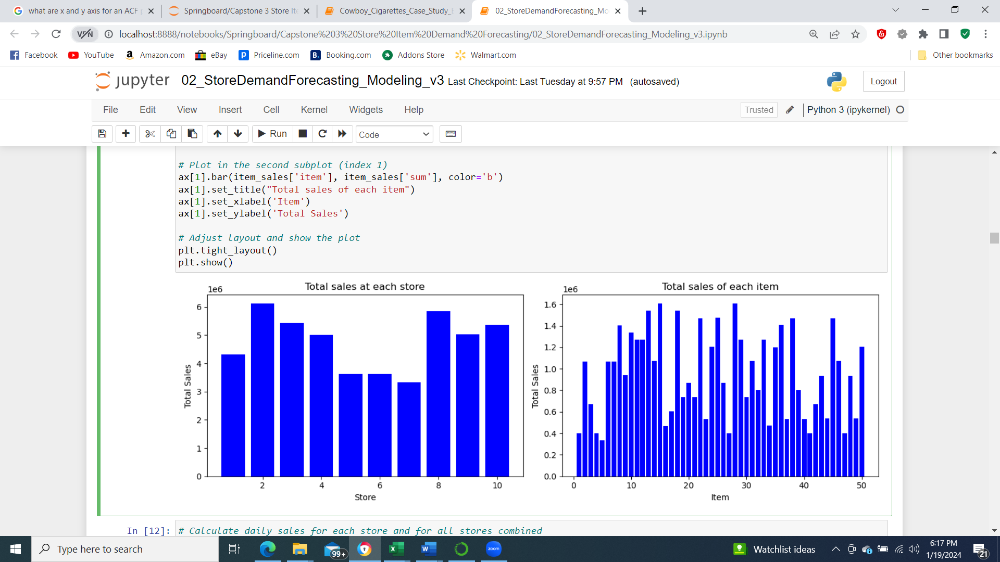 what are x and y axis for an ACF
Springboard/Capstone 3 Store Ite
Cowboy_Cigarettes_Case_Study_E
02_StoreDemandForecasting_Mo
VPN
localhost:8888/notebooks/Springboard/Capstone%203%20Store%20Item%20Demand%20Forecasting/02_StoreDemandForecasting_Modeling_v3.ipynb
Facebook YouTube Amazon.com eBay Priceline.com Booking.com Addons Store Walmart.com Other bookmarks
jupyter 02_StoreDemandForecasting_Modeling_v3 Last Checkpoint: Last Tuesday at 9:57 PM (autosaved) Logout
File Edit View Insert Cell Kernel Widgets Help Trusted Python 3 (ipykernel)
Run Code
# Plot in the second subplot (index 1)
ax[1].bar(item_sales['item'], item_sales['sum'], color='b')
ax[1].set_title("Total sales of each item")
ax[1].set_xlabel('Item')
ax[1].set_ylabel('Total Sales')
# Adjust layout and show the plot
plt.tight_layout()
plt.show()
Total sales at each store
1e6
6
5
4
3
2
1
0
Total Sales
2 4 6 8 10
Store
Total sales of each item
1e6
1.6
1.4
1.2
1.0
0.8
0.6
0.4
0.2
0.0
Total Sales
0 10 20 30 40 50
Item
In [12]: # Calculate daily sales for each store and for all stores combined
Type here to search
99+
zoom
Watchlist ideas
6:17 PM
1/19/2024
21